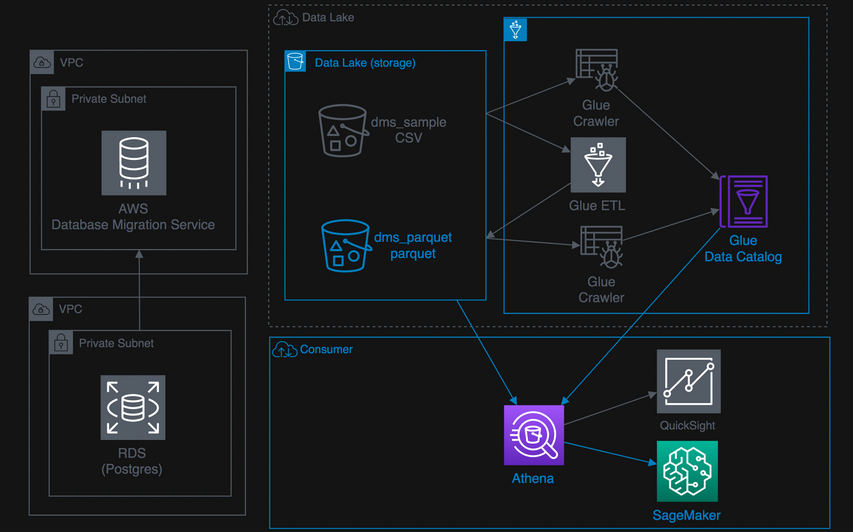 Data Lake
VPC
Private Subnet
AWS
Database Migration Service
Data Lake (storage)
dms_sample
CSV
dms_parquet
parquet
Glue
Crawler
Glue ETL
Glue
Crawler
Glue
Data Catalog
VPC
Private Subnet
RDS
(Postgres)
Consumer
Athena
QuickSight
SageMaker